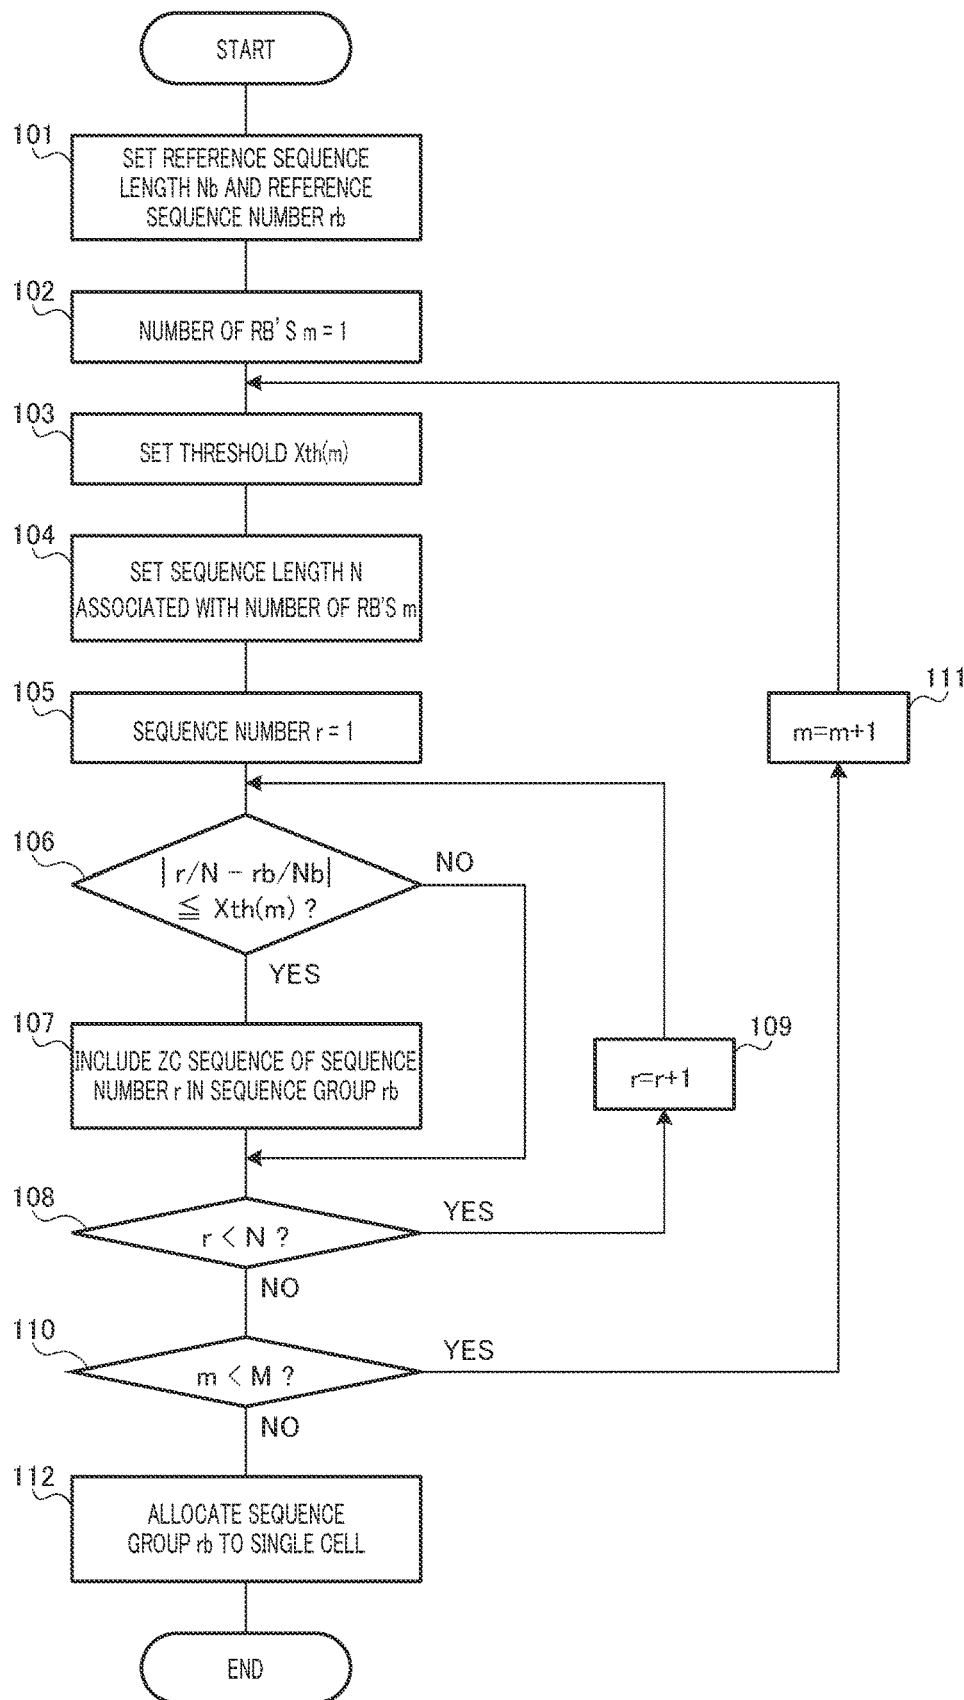 START
101
SET REFERENCE SEQUENCE
LENGTH Nb AND REFERENCE
SEQUENCE NUMBER rb
102
NUMBER OF RB'S m = 1
103
SET THRESHOLD Xth(m)
104
SET SEQUENCE LENGTH N
ASSOCIATED WITH NUMBER OF RB'S m
105
SEQUENCE NUMBER r = 1
111
m=m+1
106
| r/N - rb/Nb|
≦ Xth(m) ?
NO
YES
107
INCLUDE ZC SEQUENCE OF SEQUENCE
NUMBER r IN SEQUENCE GROUP rb
109
r=r+1
108
r < N ?
YES
NO
110
m < M ?
YES
NO
112
ALLOCATE SEQUENCE
GROUP rb TO SINGLE CELL
END